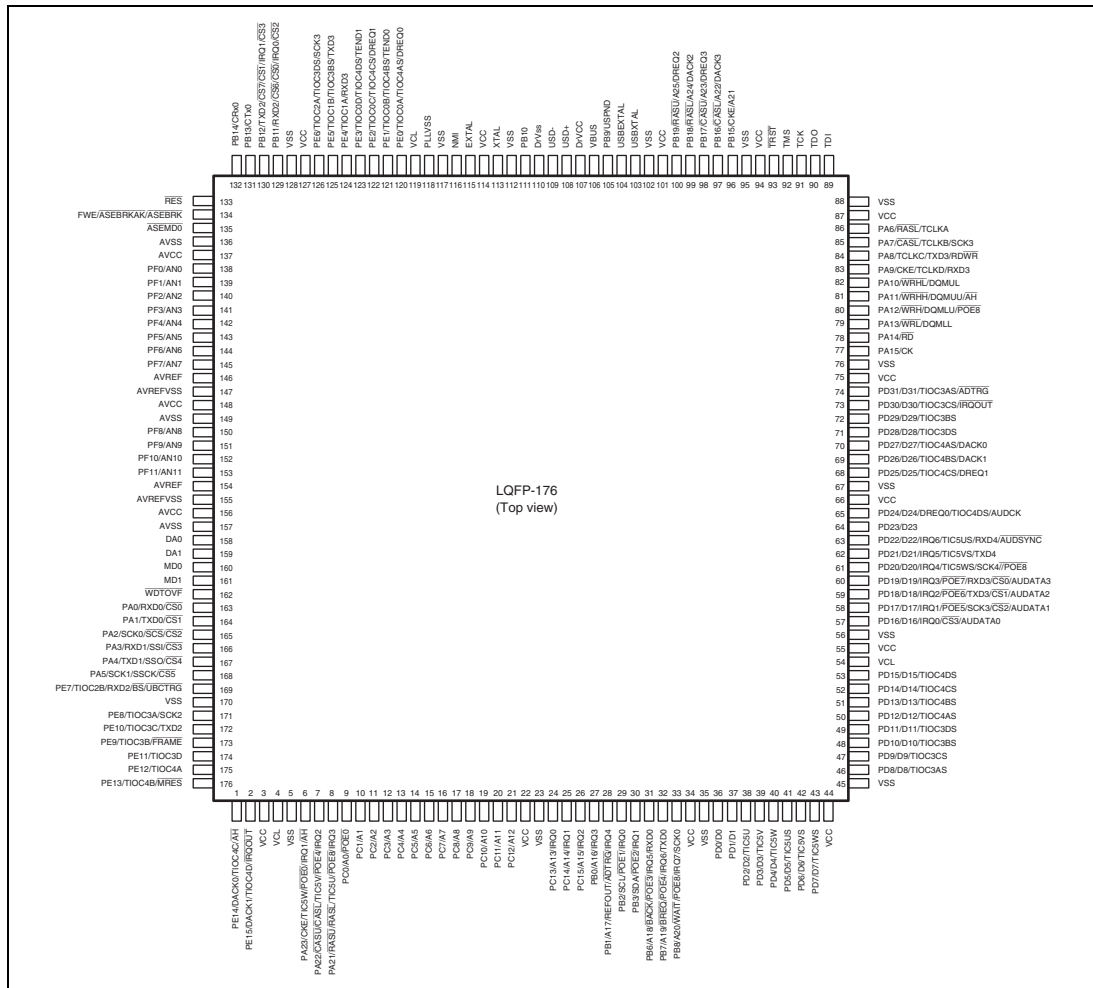 PB14/CRx0
PB13/CTx0
PB12/TXD2/CS7/CS1/IRQ1/CS3
PB11/RXD2/CS6/CS0/IRQ0/CS2
VSS
VCC
PE6/TIOC2A/TIOC3DS/SCK3
PE5/TIOC1B/TIOC3BS/TXD3
PE4/TIOC1A/RXD3
PE3/TIOC0D/TIOC4DS/TEND1
PE2/TIOC0C/TIOC4CS/DREQ1
PE1/TIOC0B/TIOC4BS/TEND0
PE0/TIOC0A/TIOC4AS/DREQ0
VCL
PLLVSS
VSS
NMI
EXTAL
VCC
XTAL
VSS
PB10
DrVss
USD-
USD+
DrVCC
VBUS
PB9/USPND
USBEXTAL
USBXTAL
VSS
VCC
PB19/RASU/A25/DREQ2
PB18/RASL/A24/DACK2
PB17/CASU/A23/DREQ3
PB16/CASL/A22/DACK3
PB15/CKE/A21
VSS
VCC
TRST
TMS
TCK
TDO
TDI
132 131 130 129 128 127 126 125 124 123 122 121 120 119 118 117 116 115 114 113 112 111 110 109 108 107 106 105 104 103 102 101 100 99 98 97 96 95 94 93 92 91 90 89
RES 133
FWE/ASEBRKAK/ASEBRK 134
ASEMD0 135
AVSS 136
AVCC 137
PF0/AN0 138
PF1/AN1 139
PF2/AN2 140
PF3/AN3 141
PF4/AN4 142
PF5/AN5 143
PF6/AN6 144
PF7/AN7 145
AVREF 146
AVREFVSS 147
AVCC 148
AVSS 149
PF8/AN8 150
PF9/AN9 151
PF10/AN10 152
PF11/AN11 153
AVREF 154
AVREFVSS 155
AVCC 156
AVSS 157
DA0 158
DA1 159
MD0 160
MD1 161
WDTOVF 162
PA0/RXD0/CS0 163
PA1/TXD0/CS1 164
PA2/SCK0/SCS/CS2 165
PA3/RXD1/SSI/CS3 166
PA4/TXD1/SSO/CS4 167
PA5/SCK1/SSCK/CS5 168
PE7/TIOC2B/RXD2/BS/UBCTRG 169
VSS 170
PE8/TIOC3A/SCK2 171
PE10/TIOC3C/TXD2 172
PE9/TIOC3B/FRAME 173
PE11/TIOC3D 174
PE12/TIOC4A 175
PE13/TIOC4B/MRES 176
LQFP-176
(Top view)
88 VSS
87 VCC
86 PA6/RASL/TCLKA
85 PA7/CASL/TCLKB/SCK3
84 PA8/TCLKC/TXD3/RDWR
83 PA9/CKE/TCLKD/RXD3
82 PA10/WRHL/DQMUL
81 PA11/WRHH/DQMUU/AH
80 PA12/WRH/DQMLU/POE8
79 PA13/WRL/DQMLL
78 PA14/RD
77 PA15/CK
76 VSS
75 VCC
74 PD31/D31/TIOC3AS/ADTRG
73 PD30/D30/TIOC3CS/IRQOUT
72 PD29/D29/TIOC3BS
71 PD28/D28/TIOC3DS
70 PD27/D27/TIOC4AS/DACK0
69 PD26/D26/TIOC4BS/DACK1
68 PD25/D25/TIOC4CS/DREQ1
67 VSS
66 VCC
65 PD24/D24/DREQ0/TIOC4DS/AUDCK
64 PD23/D23
63 PD22/D22/IRQ6/TIC5US/RXD4/AUDSYNC
62 PD21/D21/IRQ5/TIC5VS/TXD4
61 PD20/D20/IRQ4/TIC5WS/SCK4//POE8
60 PD19/D19/IRQ3/POE7/RXD3/CS0/AUDATA3
59 PD18/D18/IRQ2/POE6/TXD3/CS1/AUDATA2
58 PD17/D17/IRQ1/POE5/SCK3/CS2/AUDATA1
57 PD16/D16/IRQ0/CS3/AUDATA0
56 VSS
55 VCC
54 VCL
53 PD15/D15/TIOC4DS
52 PD14/D14/TIOC4CS
51 PD13/D13/TIOC4BS
50 PD12/D12/TIOC4AS
49 PD11/D11/TIOC3DS
48 PD10/D10/TIOC3BS
47 PD9/D9/TIOC3CS
46 PD8/D8/TIOC3AS
45 VSS
1 2 3 4 5 6 7 8 9 10 11 12 13 14 15 16 17 18 19 20 21 22 23 24 25 26 27 28 29 30 31 32 33 34 35 36 37 38 39 40 41 42 43 44
PE14/DACK0/TIOC4C/AH
PE15/DACK1/TIOC4D/IRQOUT
VCC
VCL
VSS
PA23/CKE/TIC5W/POE0/IRQ1/AH
PA22/CASU/CASL/TIC5V/POE4/IRQ2
PA21/RASU/RASL/TIC5U/POE8/IRQ3
PC0/A0/POE0
PC1/A1
PC2/A2
PC3/A3
PC4/A4
PC5/A5
PC6/A6
PC7/A7
PC8/A8
PC9/A9
PC10/A10
PC11/A11
PC12/A12
VCC
VSS
PC13/A13/IRQ0
PC14/A14/IRQ1
PC15/A15/IRQ2
PB0/A16/IRQ3
PB1/A17/REFOUT/ADTRG/IRQ4
PB2/SCL/POE1/IRQ0
PB3/SDA/POE2/IRQ1
PB6/A18/BACK/POE3/IRQ5/RXD0
PB7/A19/BREQ/POE4/IRQ6/TXD0
PB8/A20/WAIT/POE8/IRQ7/SCK0
VCC
VSS
PD0/D0
PD1/D1
PD2/D2/TIC5U
PD3/D3/TIC5V
PD4/D4/TIC5W
PD5/D5/TIC5US
PD6/D6/TIC5VS
PD7/D7/TIC5WS
VCC